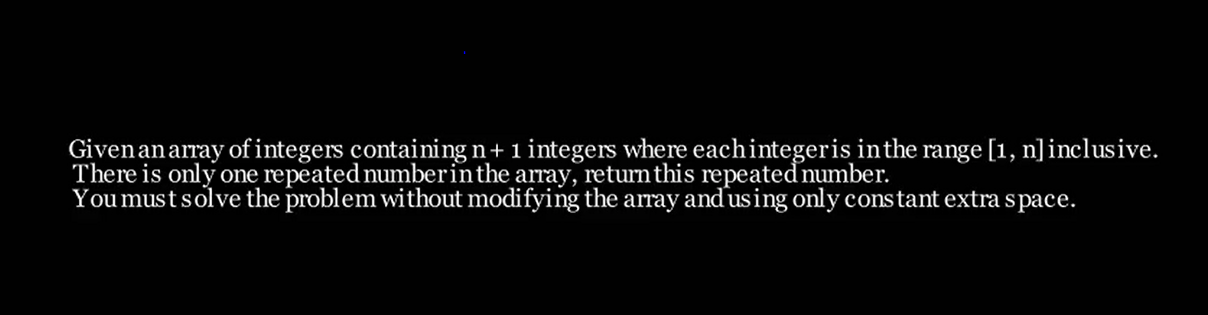 Given an array of integers containing n + 1 integers where each integer is in the range [1, n] inclusive.
There is only one repeated number in the array, return this repeated number.
You must solve the problem without modifying the array and using only constant extra space.